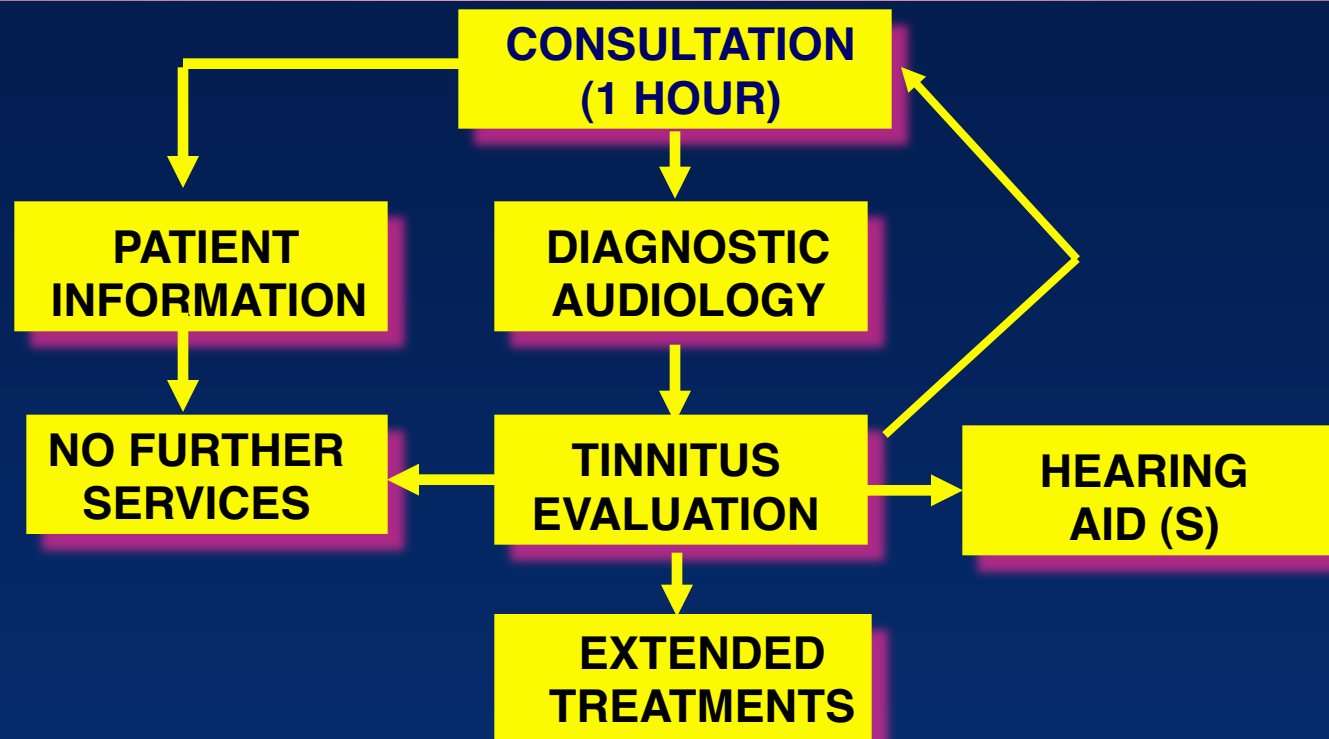 CONSULTATION
(1 HOUR)
PATIENT
INFORMATION
DIAGNOSTIC
AUDIOLOGY
NO FURTHER
SERVICES
TINNITUS
EVALUATION
HEARING
AID (S)
EXTENDED
TREATMENTS